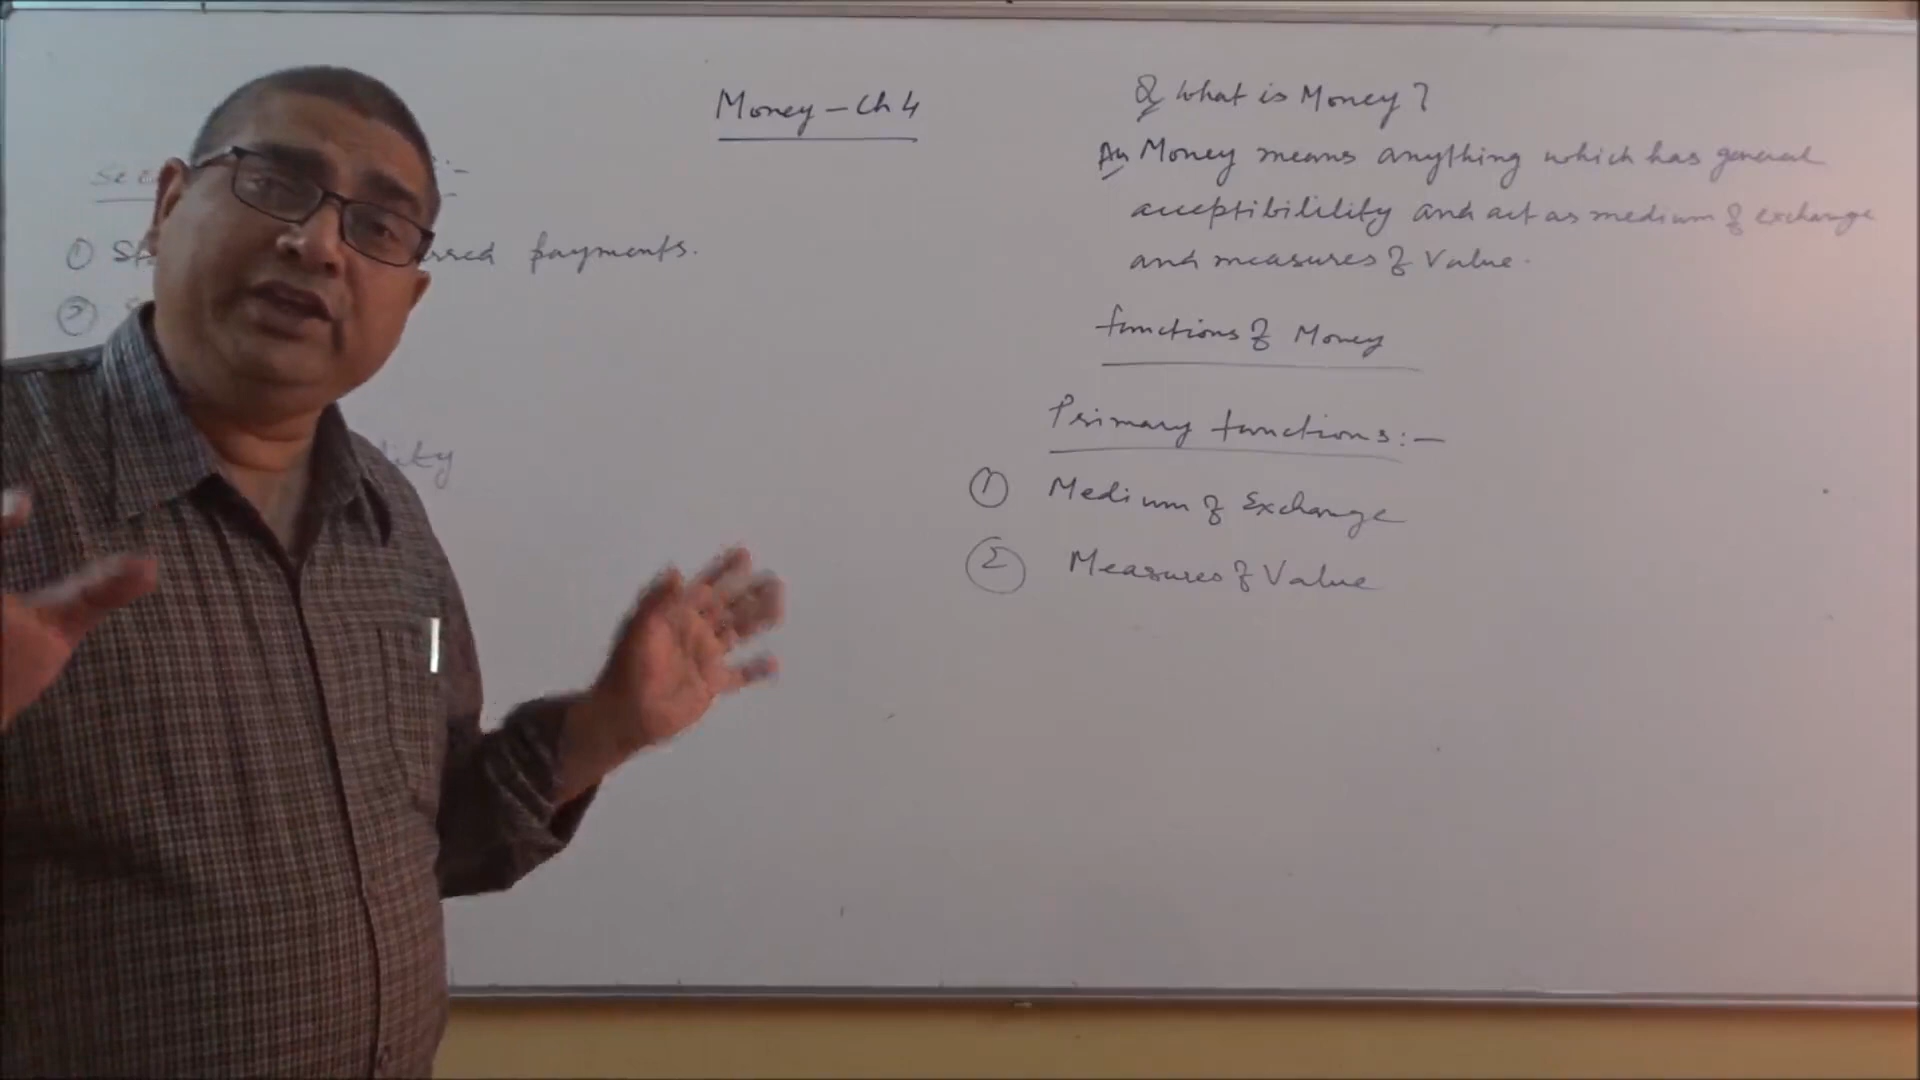 Money - Ch 4
① payments.
②
Q What is Money?
An Money means anything which has general
acceptibilility and act as medium of exchange
and measures of Value.
functions of Money
Primary functions:-
① Medium of Exchange
② Measures of Value